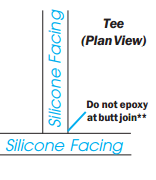 Tee
(Plan View)
Silicone Facing
Do not epoxy
at butt join**
Silicone Facing